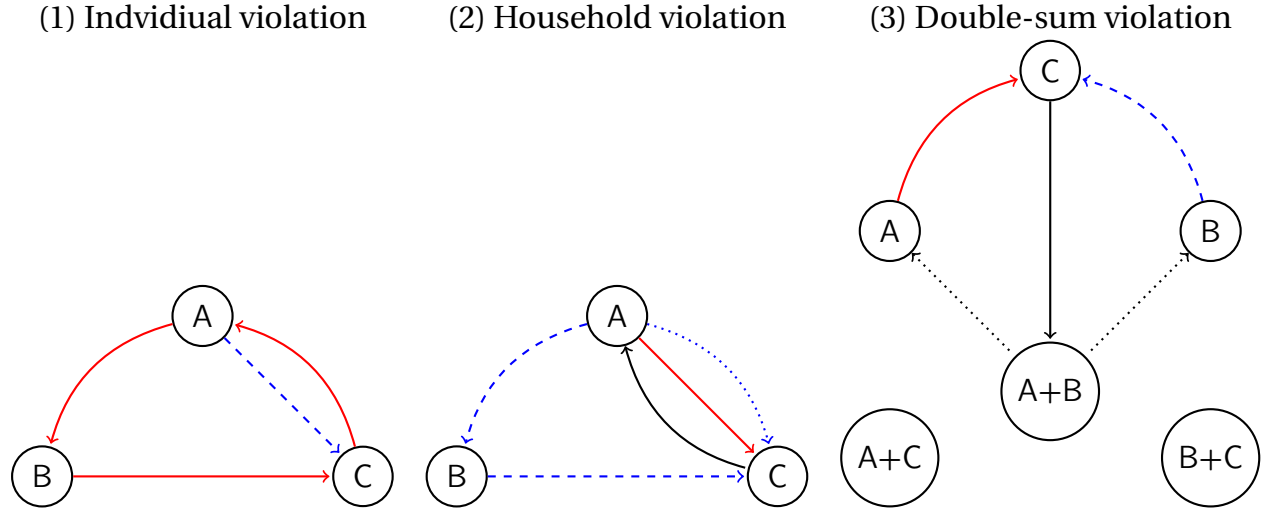 (1) Indvidiual violation
(2) Household violation
(3) Double-sum violation
A
B
C
A
B
C
C
A
B
A+B
A+C
B+C